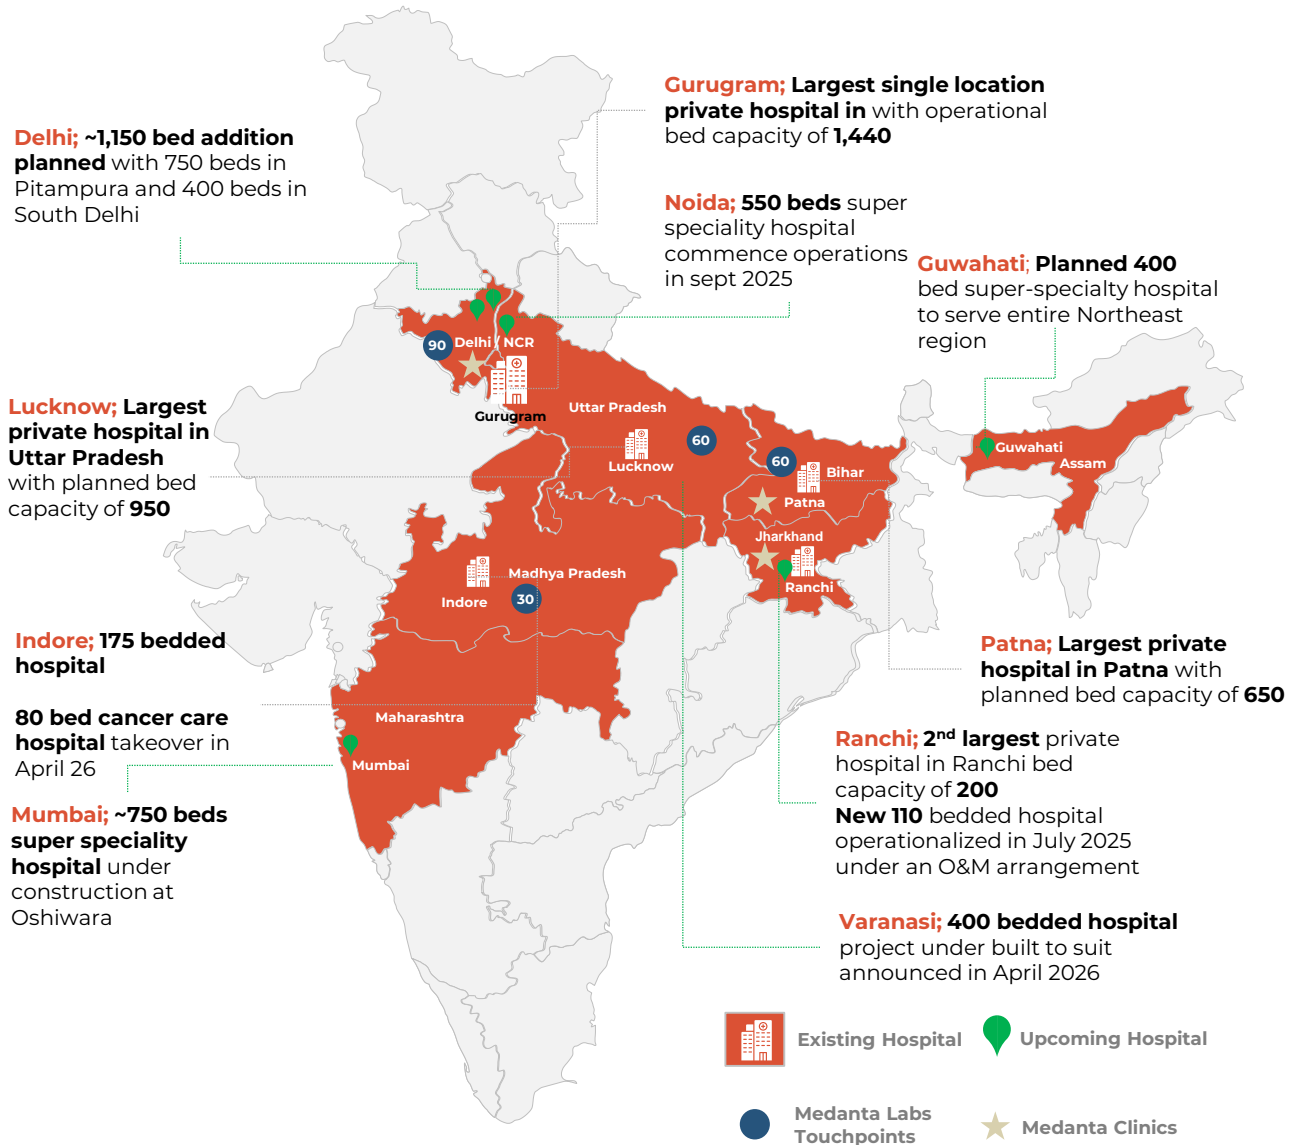 Gurugram; Largest single location
private hospital in with operational
bed capacity of 1,440
Delhi; ~1,150 bed addition
planned with 750 beds in
Pitampura and 400 beds in
South Delhi
Noida; 550 beds super
speciality hospital
commence operations
in sept 2025
Guwahati; Planned 400
bed super-specialty hospital
to serve entire Northeast
region
90
Delhi / NCR
Gurugram
Lucknow; Largest
private hospital in
Uttar Pradesh
with planned bed
capacity of 950
Uttar Pradesh
60
Lucknow
60
Bihar
Patna
Guwahati
Assam
Jharkhand
Ranchi
Madhya Pradesh
Indore
30
Indore; 175 bedded
hospital
80 bed cancer care
hospital takeover in
April 26
Maharashtra
Mumbai
Mumbai; ~750 beds
super speciality
hospital under
construction at
Oshiwara
Patna; Largest private
hospital in Patna with
planned bed capacity of 650
Ranchi; 2nd largest private
hospital in Ranchi bed
capacity of 200
New 110 bedded hospital
operationalized in July 2025
under an O&M arrangement
Varanasi; 400 bedded hospital
project under built to suit
announced in April 2026
Existing Hospital
Upcoming Hospital
Medanta Labs
Touchpoints
Medanta Clinics